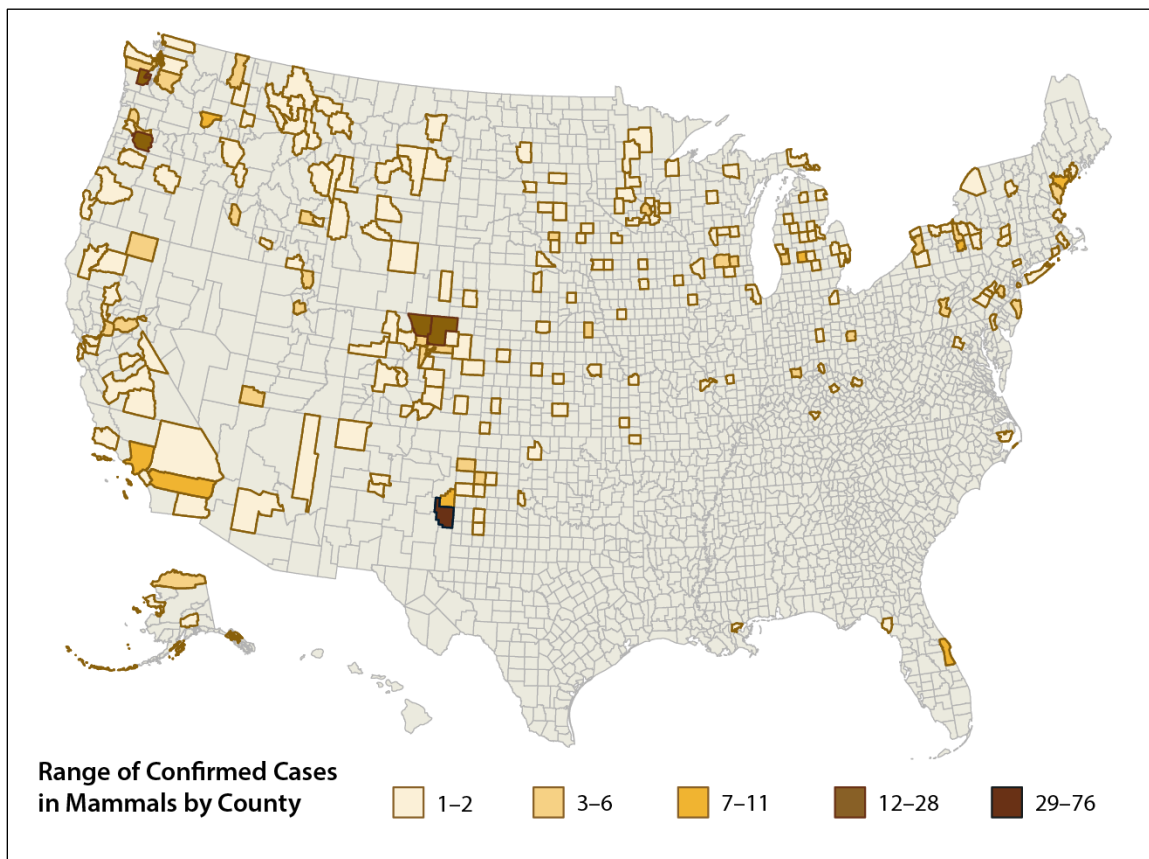 Range of Confirmed Cases
in Mammals by County
1–2
3–6
7–11
12–28
29–76